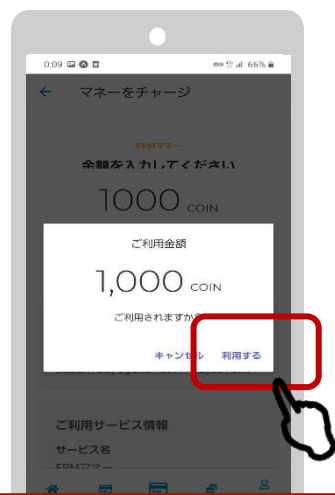 0:09
66%
マネーをチャージ
EPMマネー
金額を入力してください
1000 COIN
ご利用金額
1,000 COIN
ご利用されますか
キャンセル 利用する
ご利用サービス情報
サービス名
EPMマネー